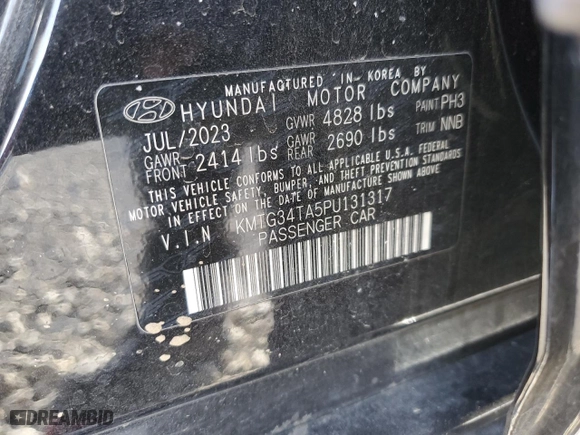 MANUFACTURED IN KOREA BY
HYUNDAI MOTOR COMPANY
JUL/2023 GVWR 4828 lbs PAINT PH3
GAWR FRONT 2414 lbs GAWR REAR 2690 lbs TRIM NNB
THIS VEHICLE CONFORMS TO ALL APPLICABLE U.S.A. FEDERAL
MOTOR VEHICLE SAFETY, BUMPER, AND THEFT PREVENTION STANDARDS
IN EFFECT ON THE DATE OF MANUFACTURE SHOWN ABOVE.
V.I.N KMTG34TA5PU131317
PASSENGER CAR
DREAMBID